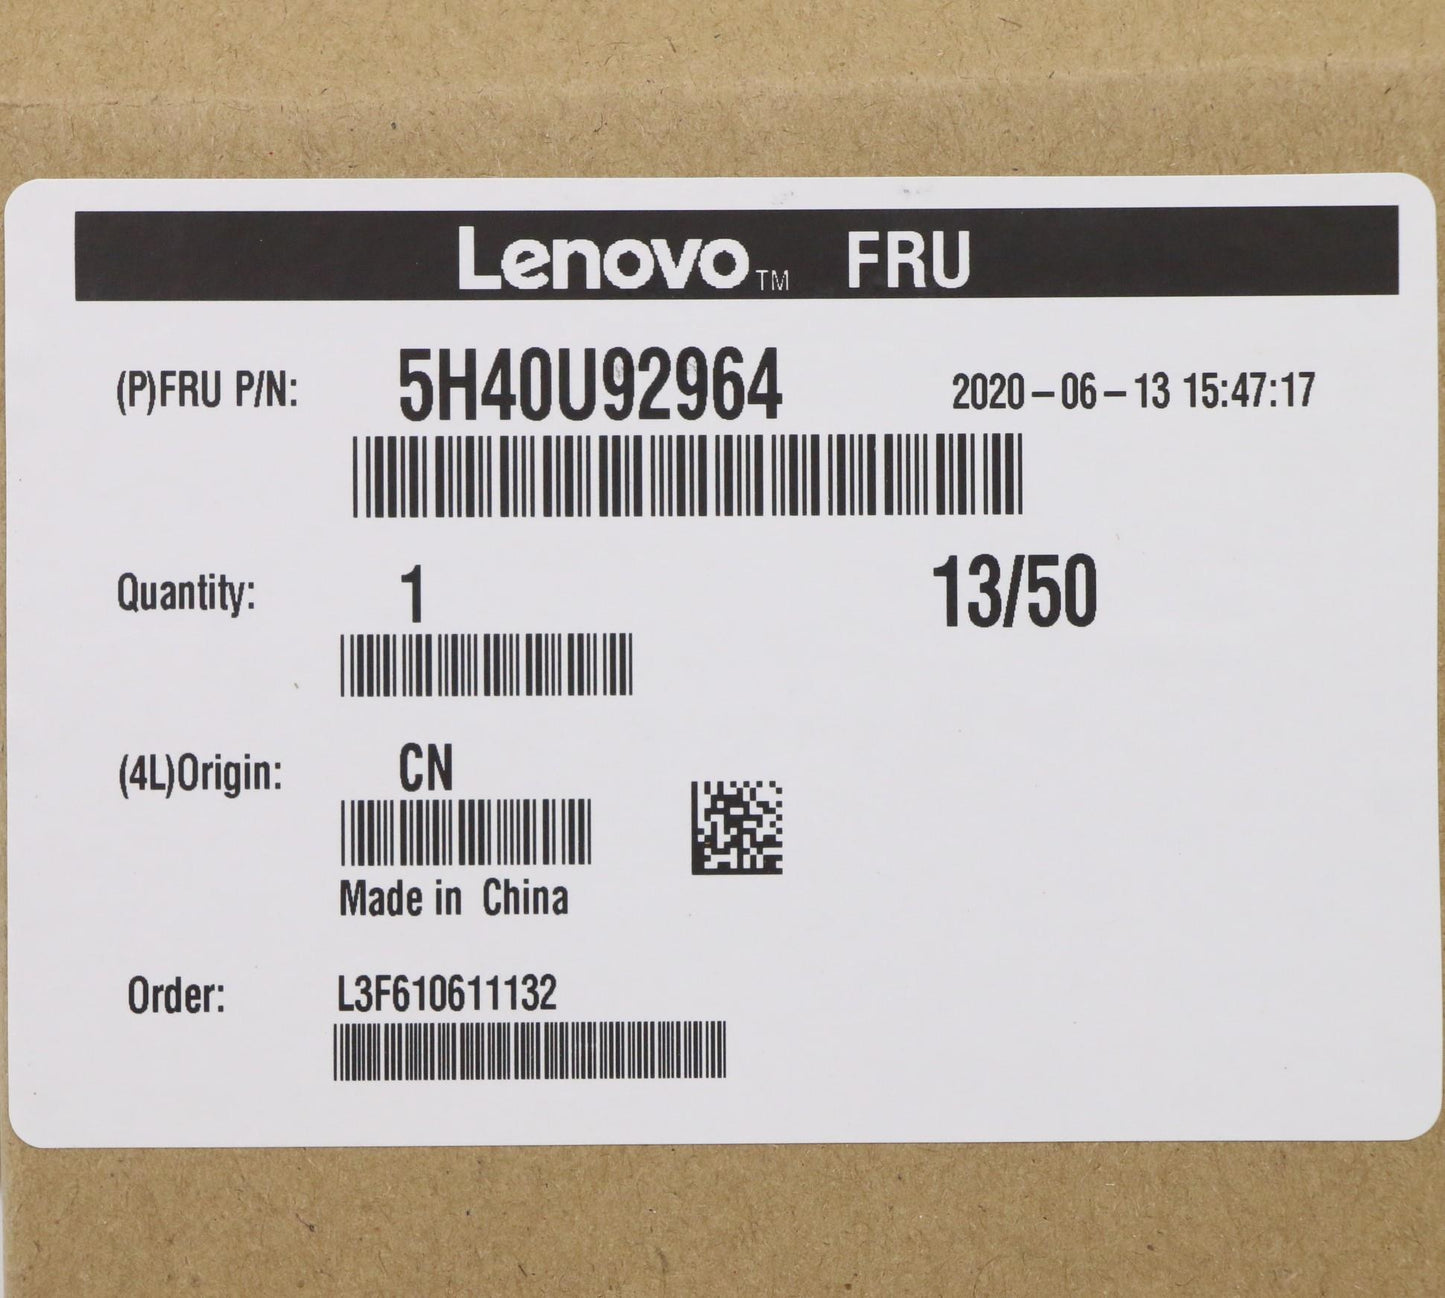 Lenovo™ FRU
(P)FRU P/N: 5H40U92964 2020-06-13 15:47:17
Quantity: 1 13/50
(4L)Origin: CN
Made in China
Order: L3F610611132